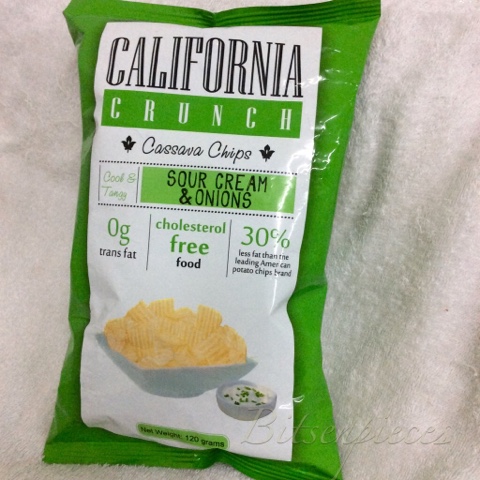 CALIFORNIA
CRUNCH
Cassava Chips
Cool &
Tangy
SOUR CREAM
& ONIONS
0g
trans fat
cholesterol
free
food
30%
less fat than the
leading American
potato chips brand
Net Weight: 120 grams
Bitsenpiecez